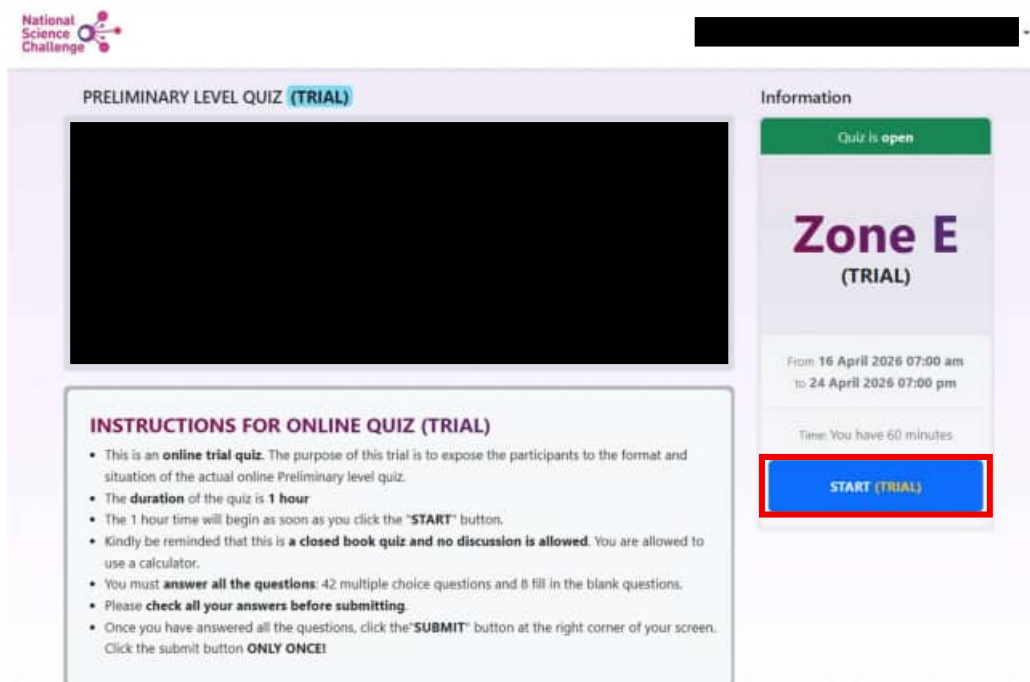 National
Science
Challenge
PRELIMINARY LEVEL QUIZ (TRIAL)
Information
Quiz is open
Zone E
(TRIAL)
From 16 April 2026 07:00 am
to 24 April 2026 07:00 pm
Time: You have 60 minutes
START (TRIAL)
INSTRUCTIONS FOR ONLINE QUIZ (TRIAL)
• This is an online trial quiz. The purpose of this trial is to expose the participants to the format and
situation of the actual online Preliminary level quiz.
• The duration of the quiz is 1 hour
• The 1 hour time will begin as soon as you click the "START" button.
• Kindly be reminded that this is a closed book quiz and no discussion is allowed. You are allowed to
use a calculator.
• You must answer all the questions: 42 multiple choice questions and 8 fill in the blank questions.
• Please check all your answers before submitting.
• Once you have answered all the questions, click the"SUBMIT" button at the right corner of your screen.
Click the submit button ONLY ONCE!